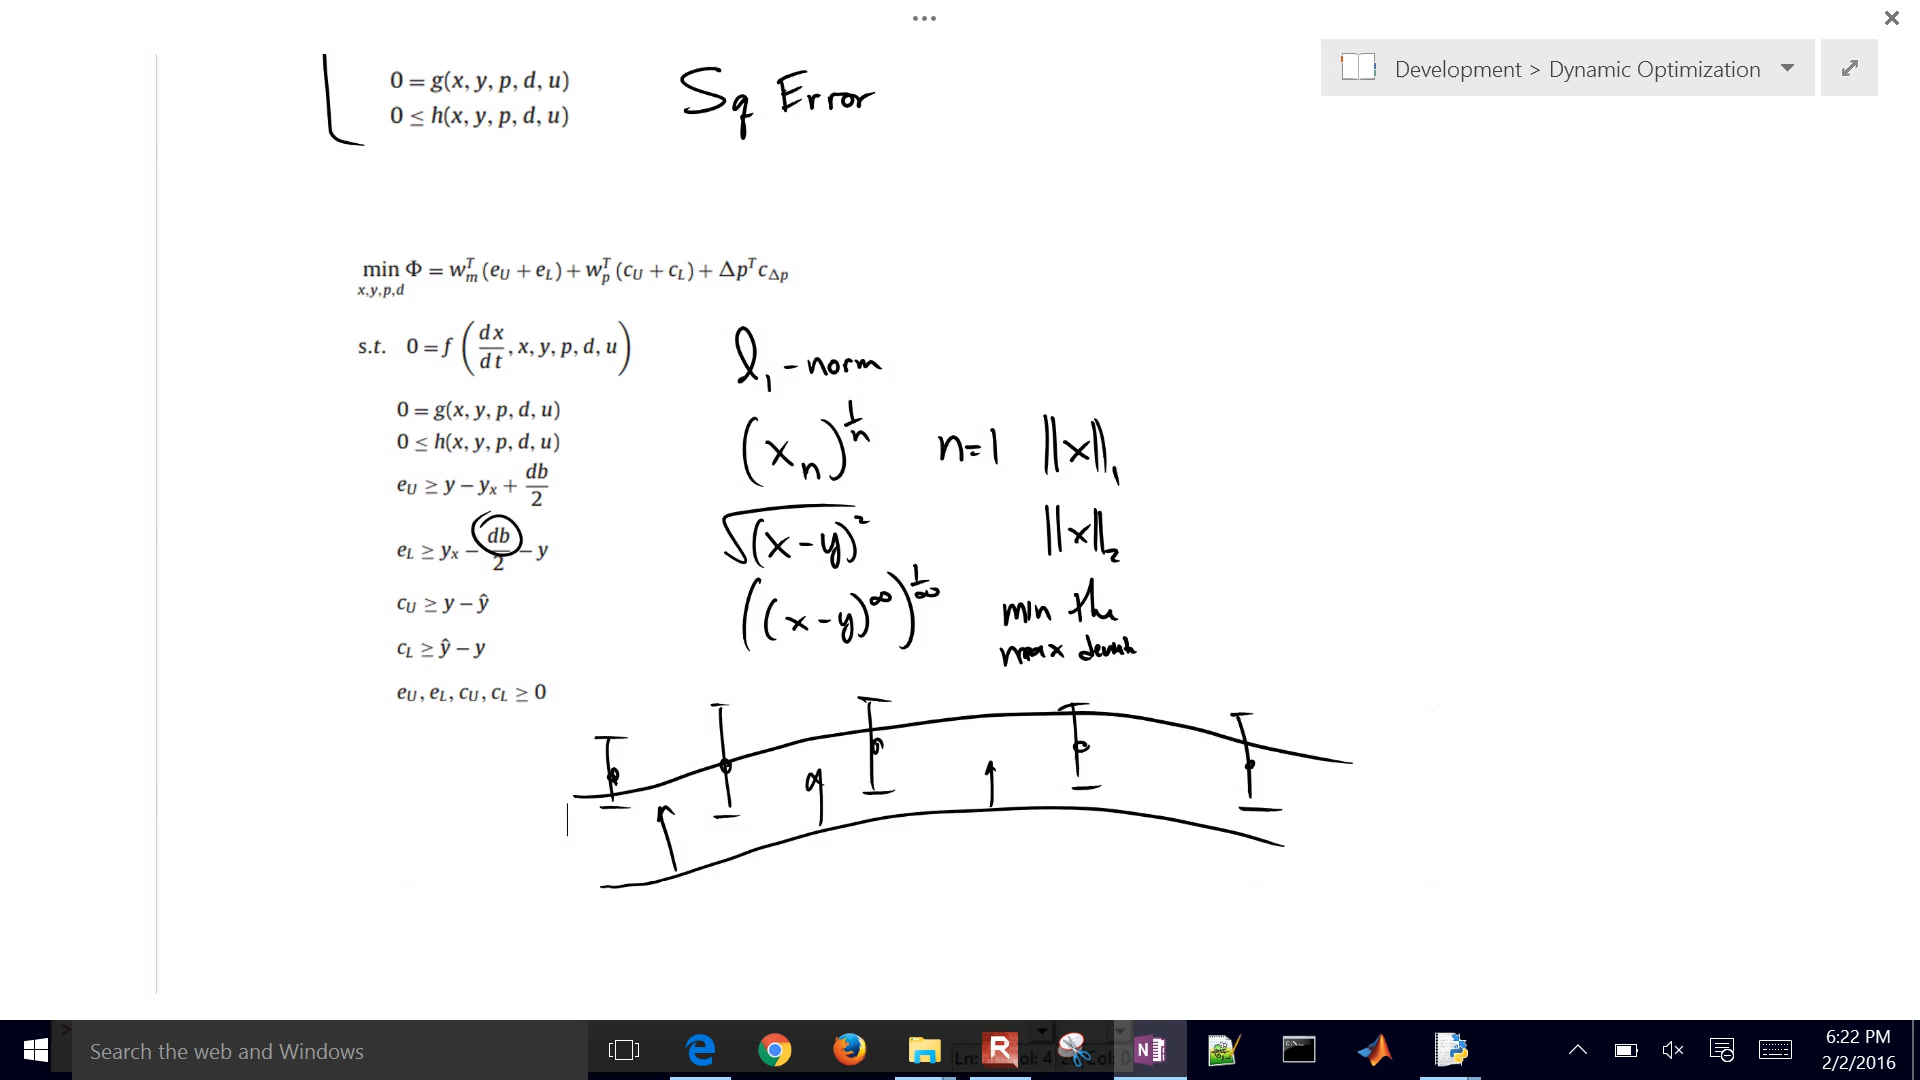 Development > Dynamic Optimization
0 = g(x, y, p, d, u)
0 ≤ h(x, y, p, d, u)
Sq Error
min Φ = w_m^T (e_U + e_L) + w_p^T (c_U + c_L) + Δp^T c_Δp
x,y,p,d
s.t. 0 = f (dx/dt, x, y, p, d, u)
0 = g(x, y, p, d, u)
0 ≤ h(x, y, p, d, u)
e_U ≥ y − y_x + db/2
e_L ≥ y_x − db/2 − y
c_U ≥ y − ŷ
c_L ≥ ŷ − y
e_U, e_L, c_U, c_L ≥ 0
l_1 - norm
(x_n)^(1/n) n=1 ||x||_1
√(x-y)^2 ||x||_2
((x-y)^∞)^(1/∞) min the
max
Search the web and Windows
6:22 PM
2/2/2016